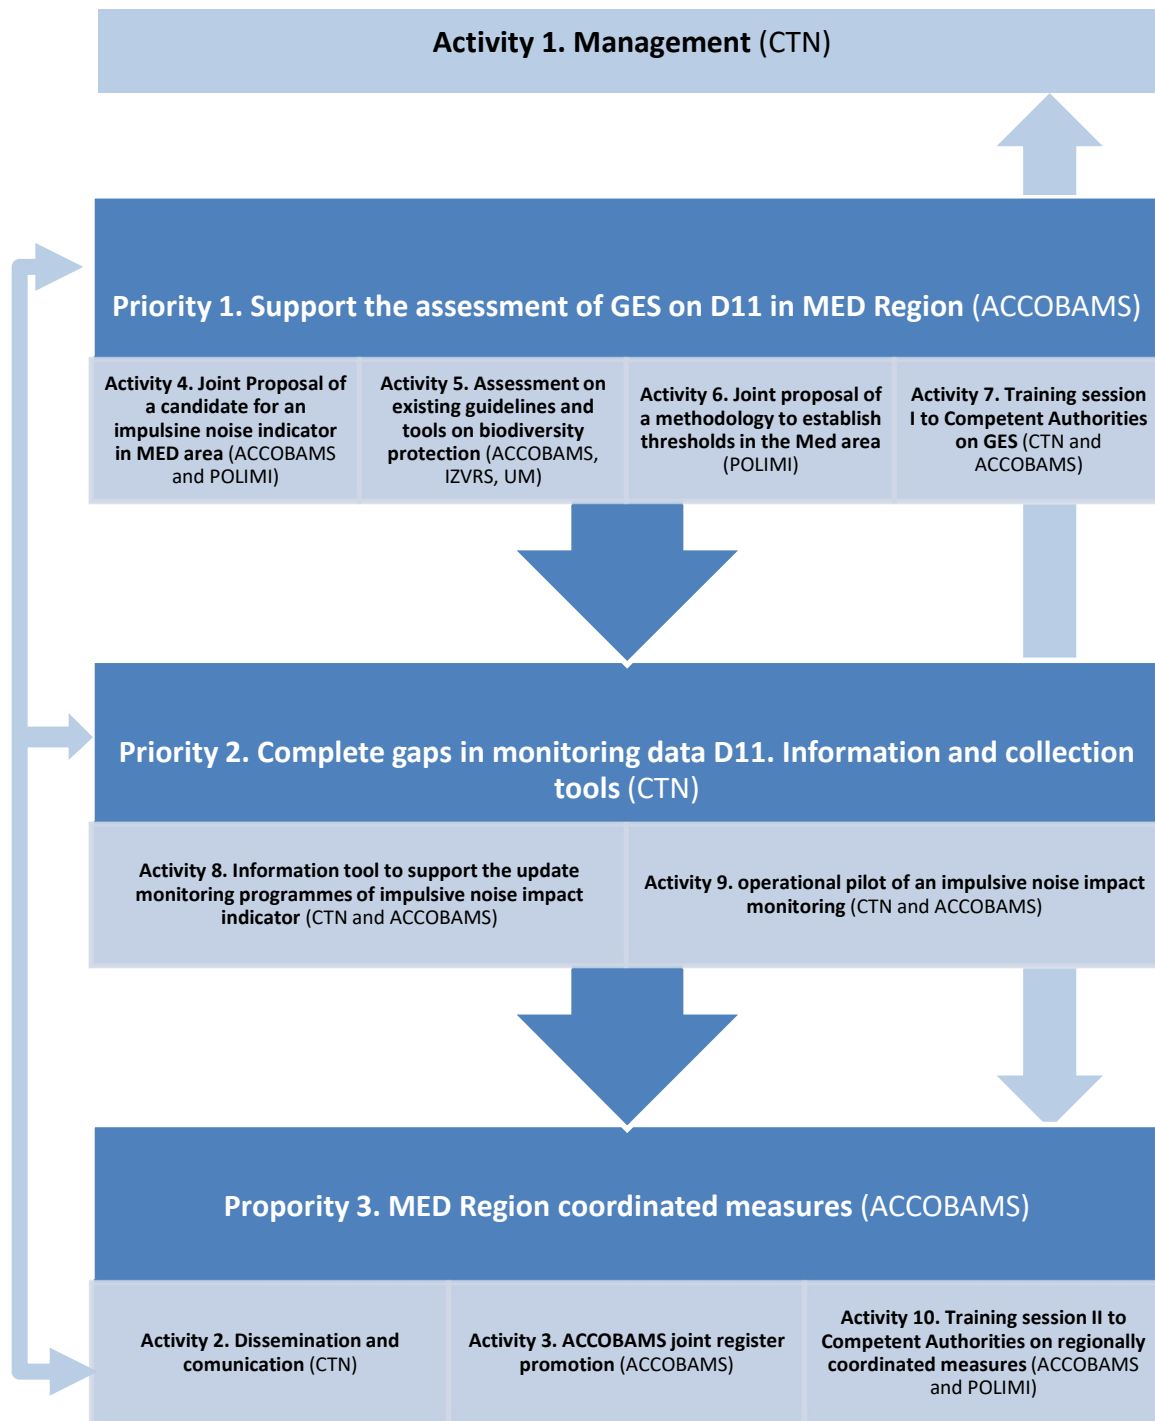 Activity 1. Management (CTN)
Priority 1. Support the assessment of GES on D11 in MED Region (ACCOBAMS)
Activity 4. Joint Proposal of
a candidate for an
impulsine noise indicator
in MED area (ACCOBAMS
and POLIMI)
Activity 5. Assessment on
existing guidelines and
tools on biodiversity
protection (ACCOBAMS,
IZVRS, UM)
Activity 6. Joint proposal of
a methodology to establish
thresholds in the Med area
(POLIMI)
Activity 7. Training session
I to Competent Authorities
on GES (CTN and
ACCOBAMS)
Priority 2. Complete gaps in monitoring data D11. Information and collection
tools (CTN)
Activity 8. Information tool to support the update
monitoring programmes of impulsive noise impact
indicator (CTN and ACCOBAMS)
Activity 9. operational pilot of an impulsive noise impact
monitoring (CTN and ACCOBAMS)
Propority 3. MED Region coordinated measures (ACCOBAMS)
Activity 2. Dissemination and
comunication (CTN)
Activity 3. ACCOBAMS joint register
promotion (ACCOBAMS)
Activity 10. Training session II to
Competent Authorities on regionally
coordinated measures (ACCOBAMS
and POLIMI)